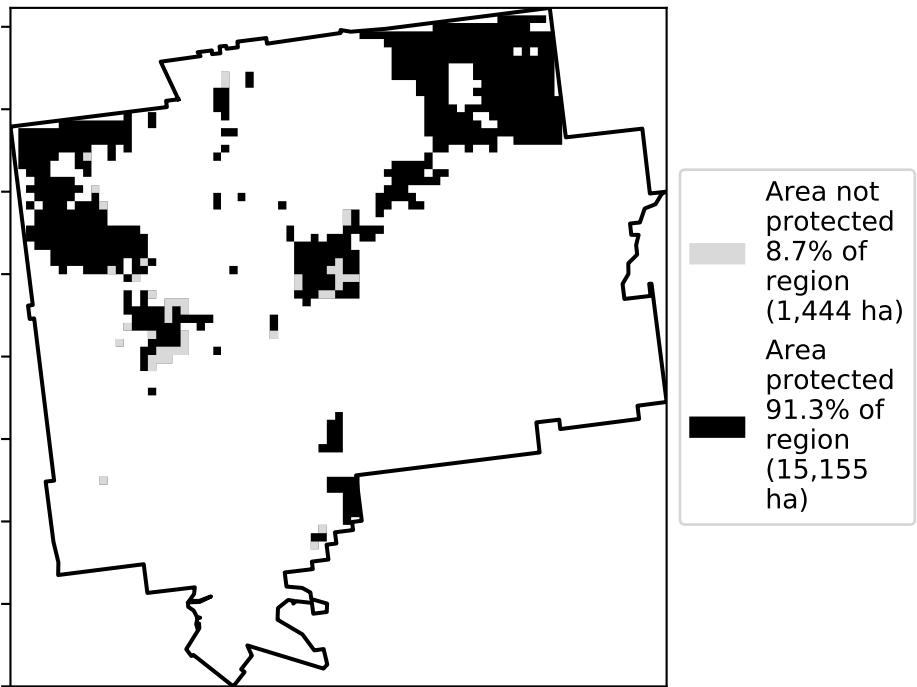 Area not
protected
8.7% of
region
(1,444 ha)
Area
protected
91.3% of
region
(15,155
ha)